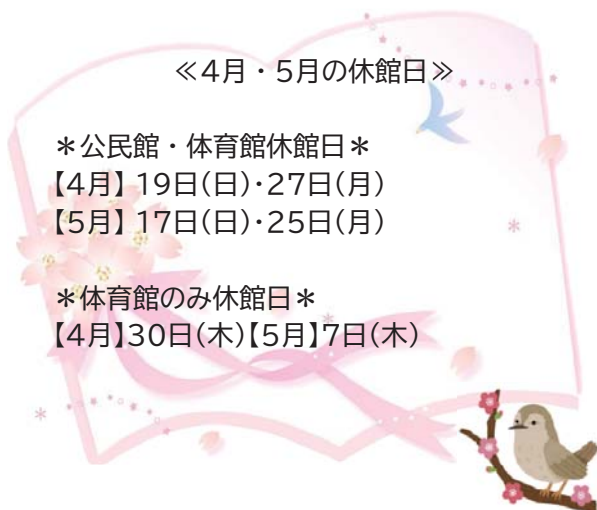 ≪4月・5月の休館日≫
＊公民館・体育館休館日＊
【4月】 19日(日)･27日(月)
【5月】 17日(日)･25日(月)
＊体育館のみ休館日＊
【4月】30日(木)【5月】7日(木)